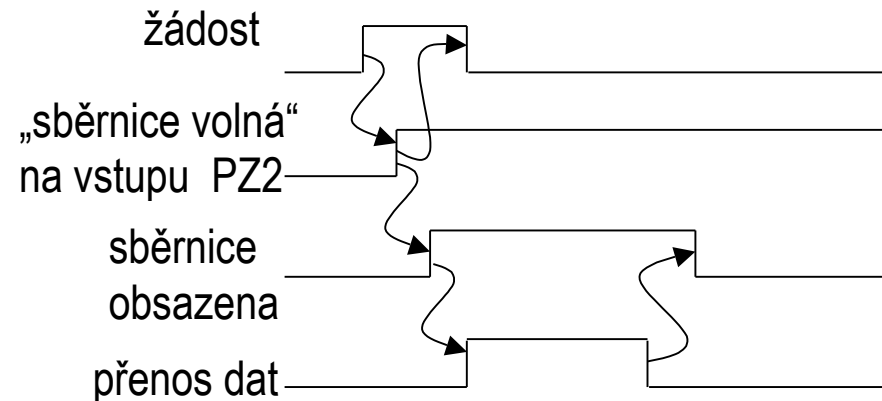 žádost
„sběrnice volná“
na vstupu PZ2
sběrnice
obsazena
přenos dat